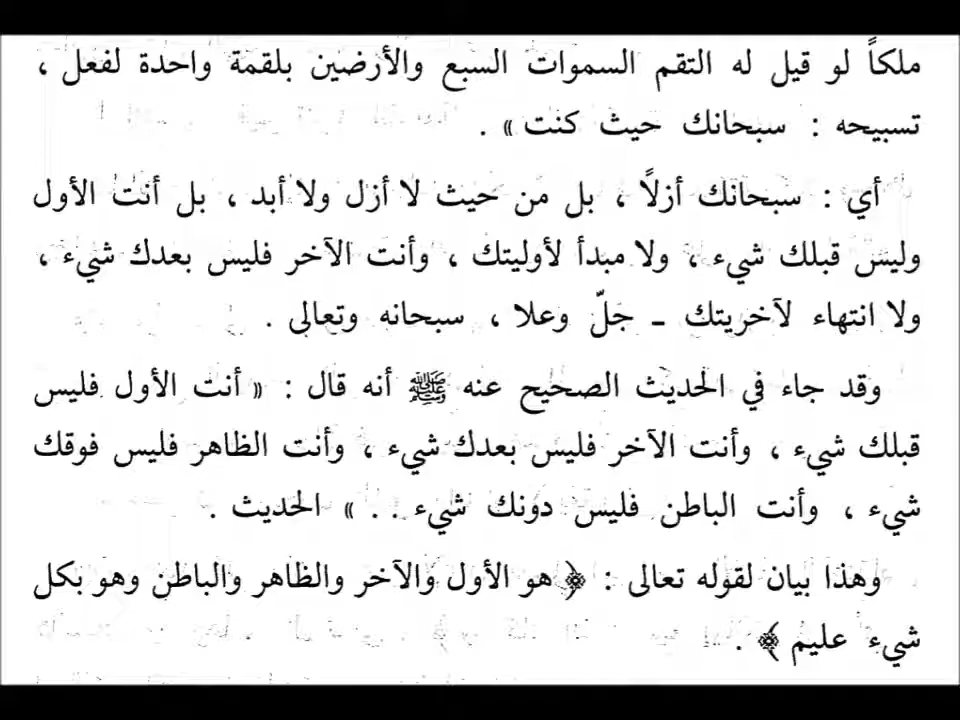 ملكاً لو قيل له التقم السموات السبع والأرضين بلقمة واحدة لفعل ،
تسبيحه : سبحانك حيث كنت » .
أي : سبحانك أزلاً ، بل من حيث لا أزل ولا أبد ، بل أنت الأول
وليس قبلك شيء ، ولا مبدأ لأوليتك ، وأنت الآخر فليس بعدك شيء ،
ولا انتهاء لآخريتك ـ جَلّ وعلا ، سبحانه وتعالى .
وقد جاء في الحديث الصحيح عنه ﷺ أنه قال : « أنت الأول فليس
قبلك شيء ، وأنت الآخر فليس بعدك شيء ، وأنت الظاهر فليس فوقك
شيء ، وأنت الباطن فليس دونك شيء . . » الحديث .
وهذا بيان لقوله تعالى : ﴿ هو الأول والآخر والظاهر والباطن وهو بكل
شيء عليم ﴾ .